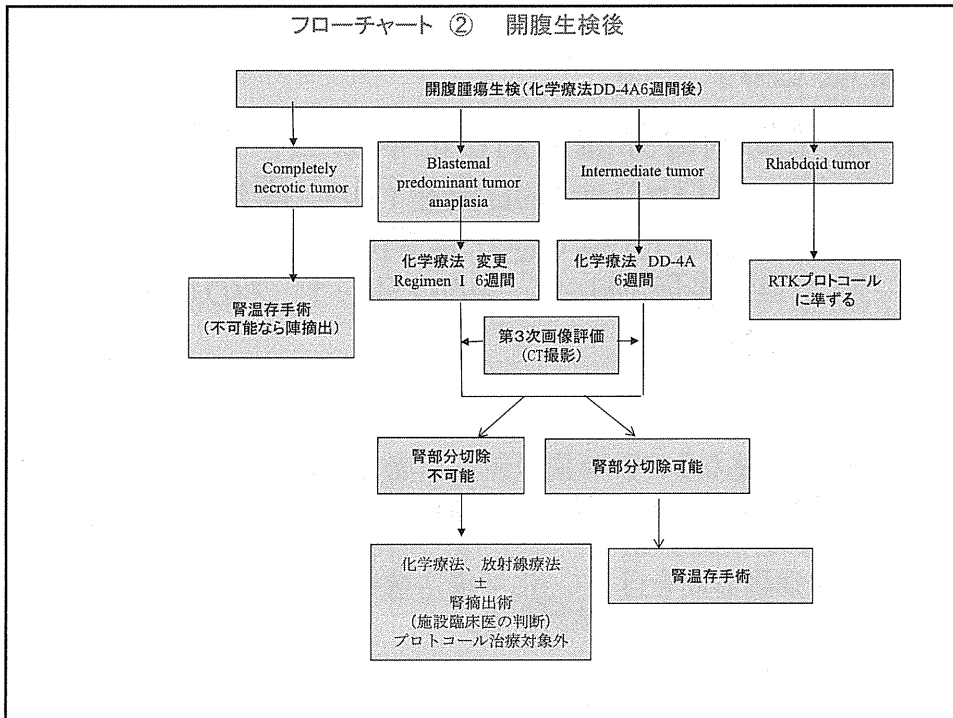 フローチャート ② 開腹生検後
開腹腫瘍生検(化学療法DD-4A6週間後)
Completely
necrotic tumor
Blastemal
predominant tumor
anaplasia
Intermediate tumor
Rhabdoid tumor
化学療法 変更
Regimen I 6週間
化学療法 DD-4A
6週間
RTKプロトコール
に準ずる
腎温存手術
(不可能なら陣摘出)
第3次画像評価
(CT撮影)
腎部分切除
不可能
腎部分切除可能
化学療法、放射線療法
±
腎摘出術
(施設臨床医の判断)
プロトコール治療対象外
腎温存手術